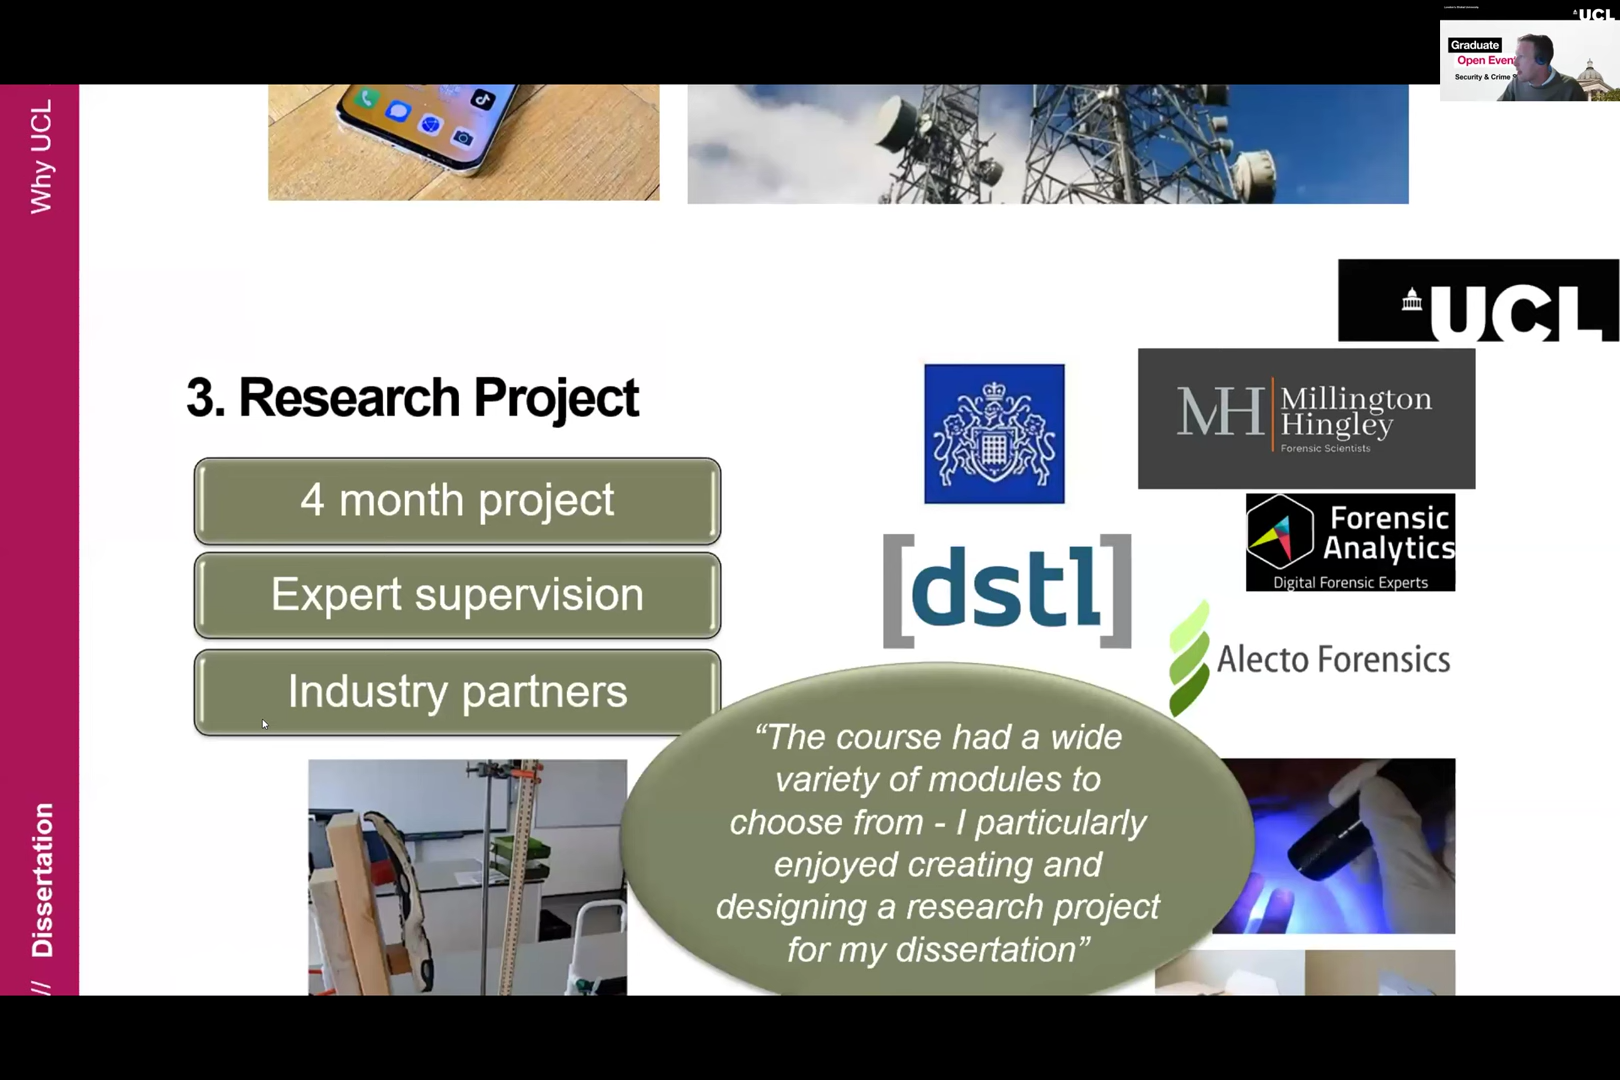 UCL
Graduate
Open Even
Security & Crime S
Why UCL
UCL
3. Research Project
4 month project
Expert supervision
Industry partners
MH Millington
Hingley
Forensic Scientists
Forensic
Analytics
Digital Forensic Experts
[dstl]
Alecto Forensics
“The course had a wide
variety of modules to
choose from - I particularly
enjoyed creating and
designing a research project
for my dissertation”
// Dissertation